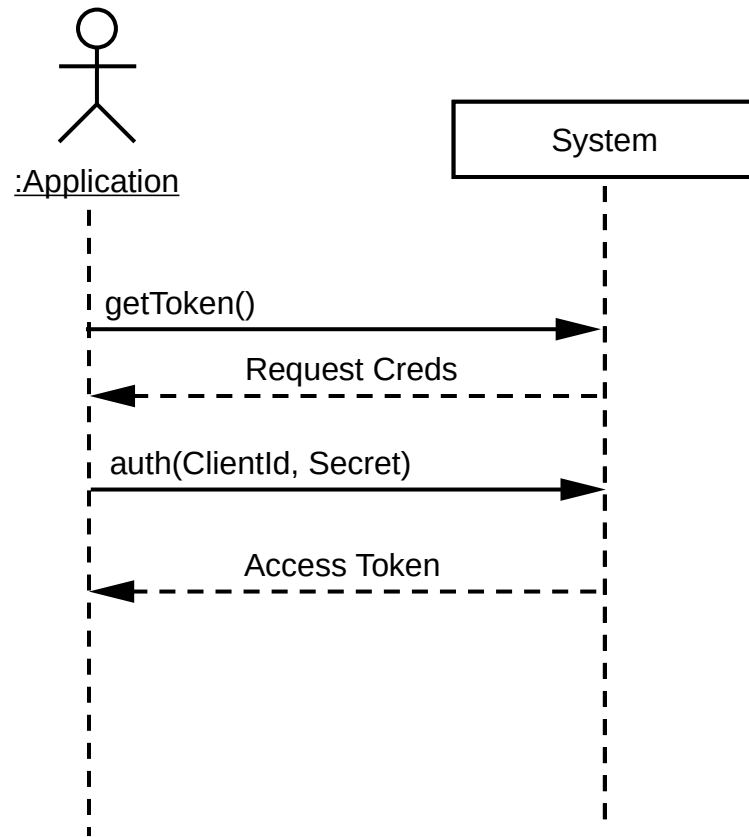 System
:Application
getToken()
Request Creds
auth(ClientId, Secret)
Access Token